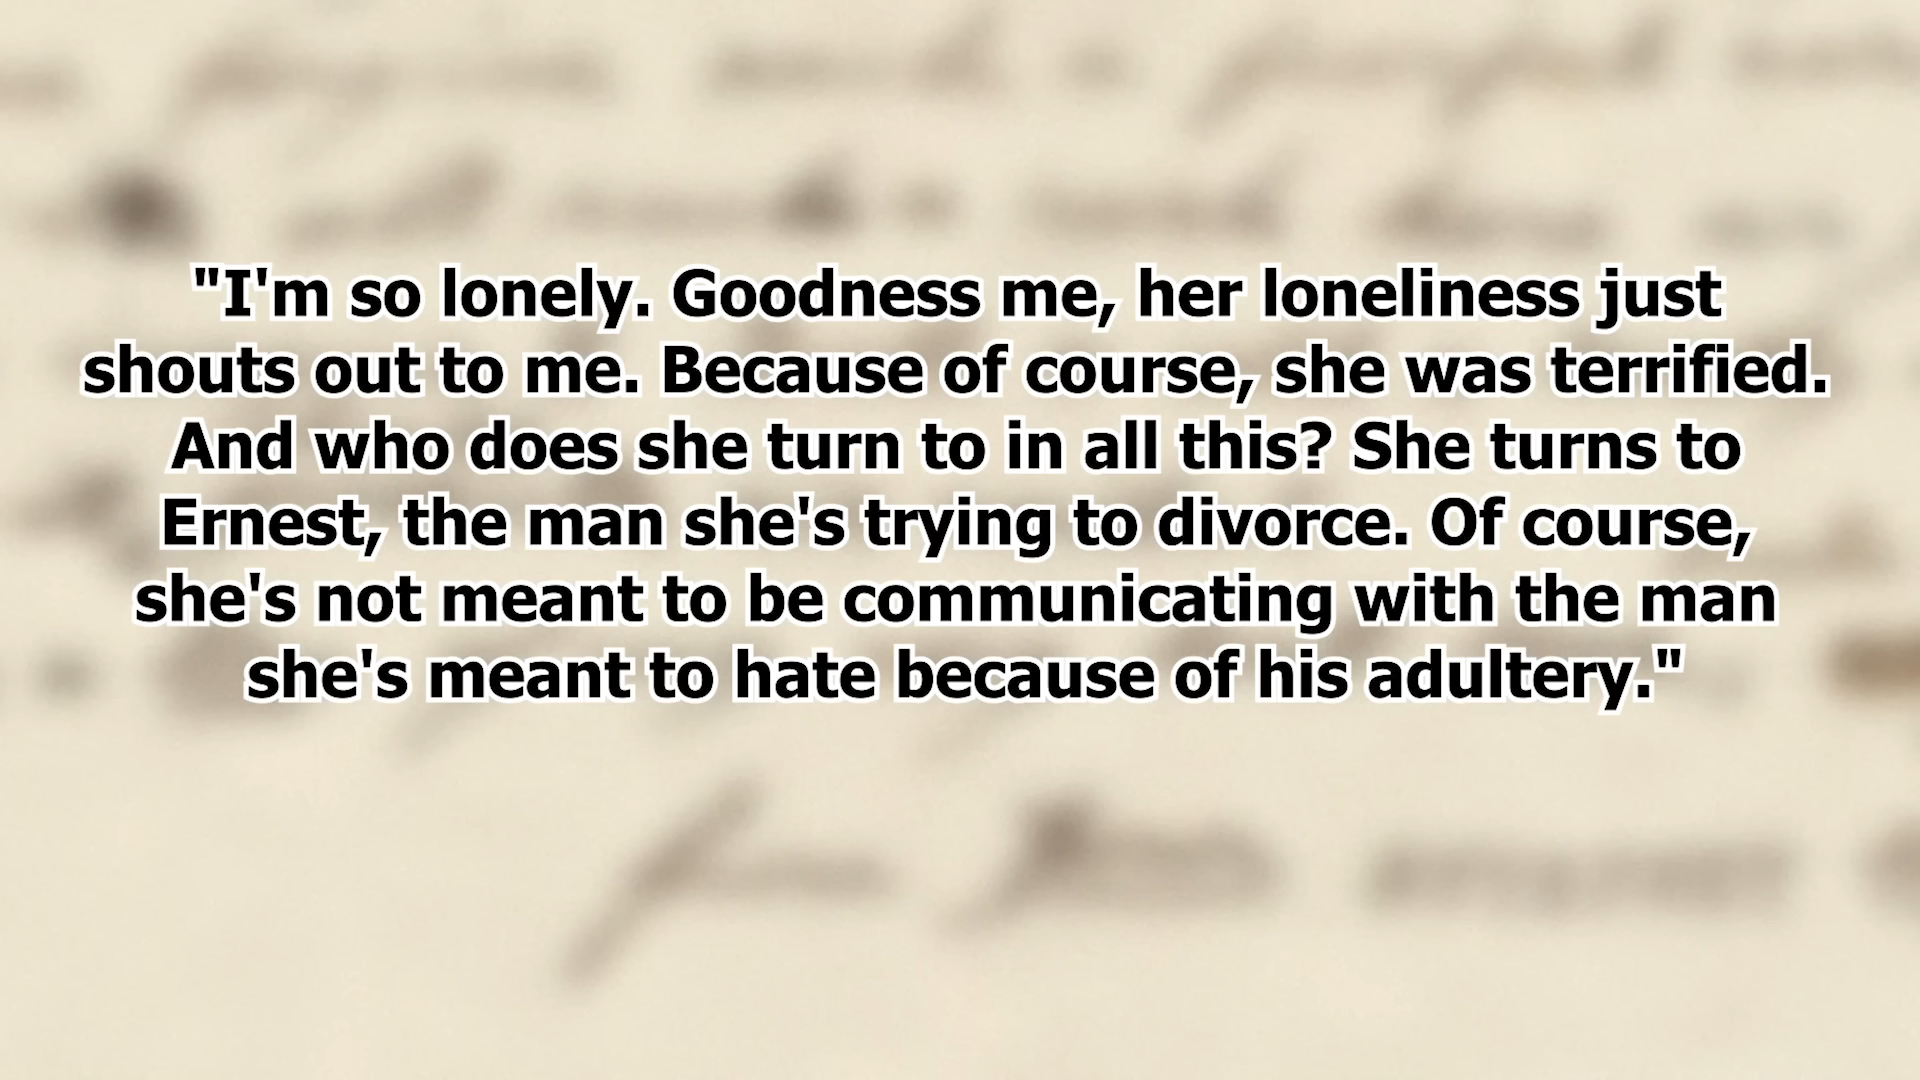 "I'm so lonely. Goodness me, her loneliness just
shouts out to me. Because of course, she was terrified.
And who does she turn to in all this? She turns to
Ernest, the man she's trying to divorce. Of course,
she's not meant to be communicating with the man
she's meant to hate because of his adultery."